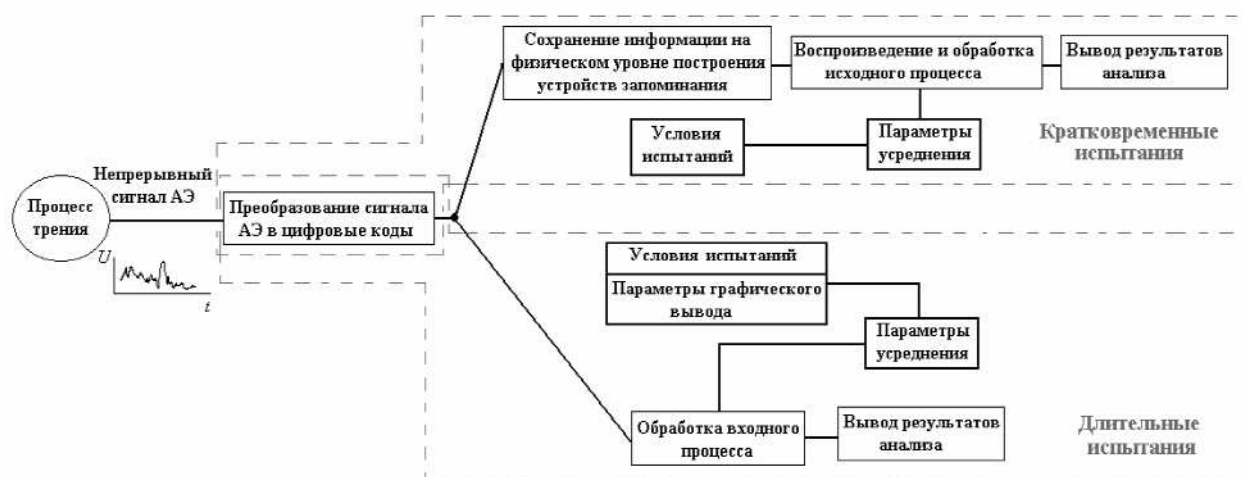 Сохранение информации на
физическом уровне построения
устройств запоминания
Воспроизведение и обработка
исходного процесса
Вывод результатов
анализа
Условия
испытаний
Параметры
усреднения
Кратковременные
испытания
Непрерывный
сигнал АЭ
Процесс
трения
Преобразование сигнала
АЭ в цифровые коды
U
t
Условия испытаний
Параметры графического
вывода
Параметры
усреднения
Обработка входного
процесса
Вывод результатов
анализа
Длительные
испытания